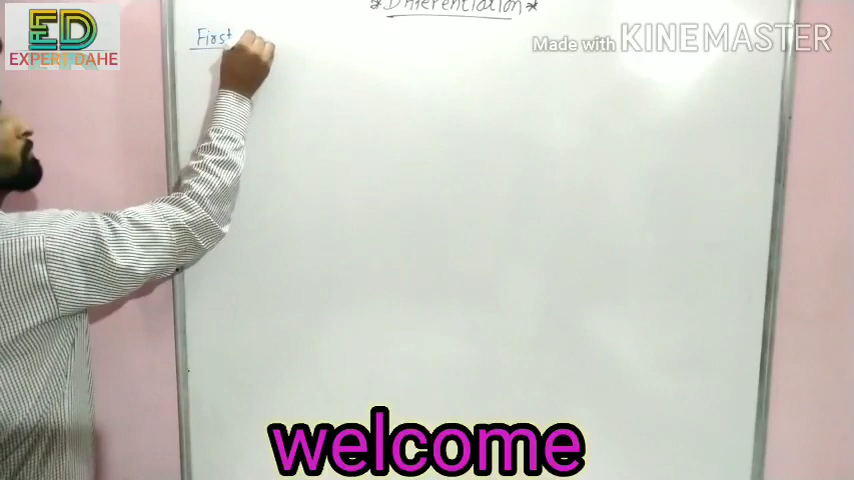 *Differentiation*
First
ED
EXPERT DAHE
Made with KINEMASTER
welcome